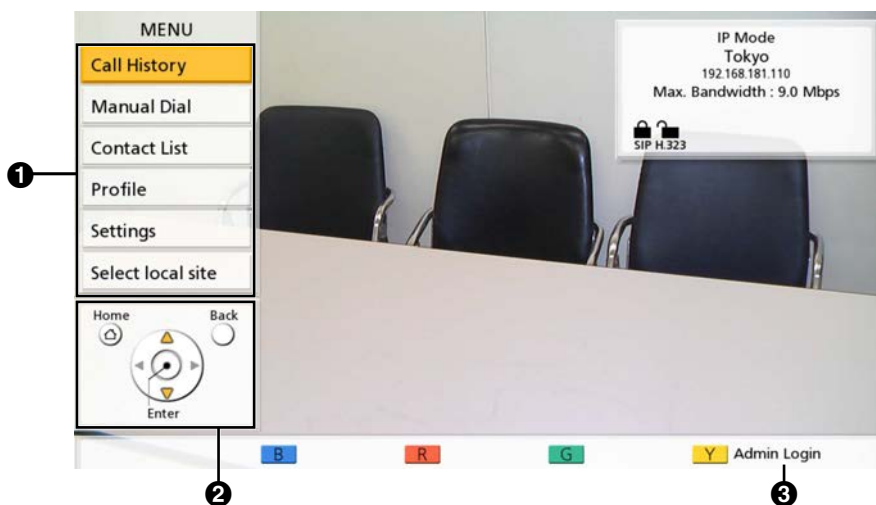 MENU
Call History
Manual Dial
Contact List
Profile
Settings
Select local site
Home
Back
Enter
IP Mode
Tokyo
192.168.181.110
Max. Bandwidth : 9.0 Mbps
SIP H.323
B
R
G
Y Admin Login
1
2
3